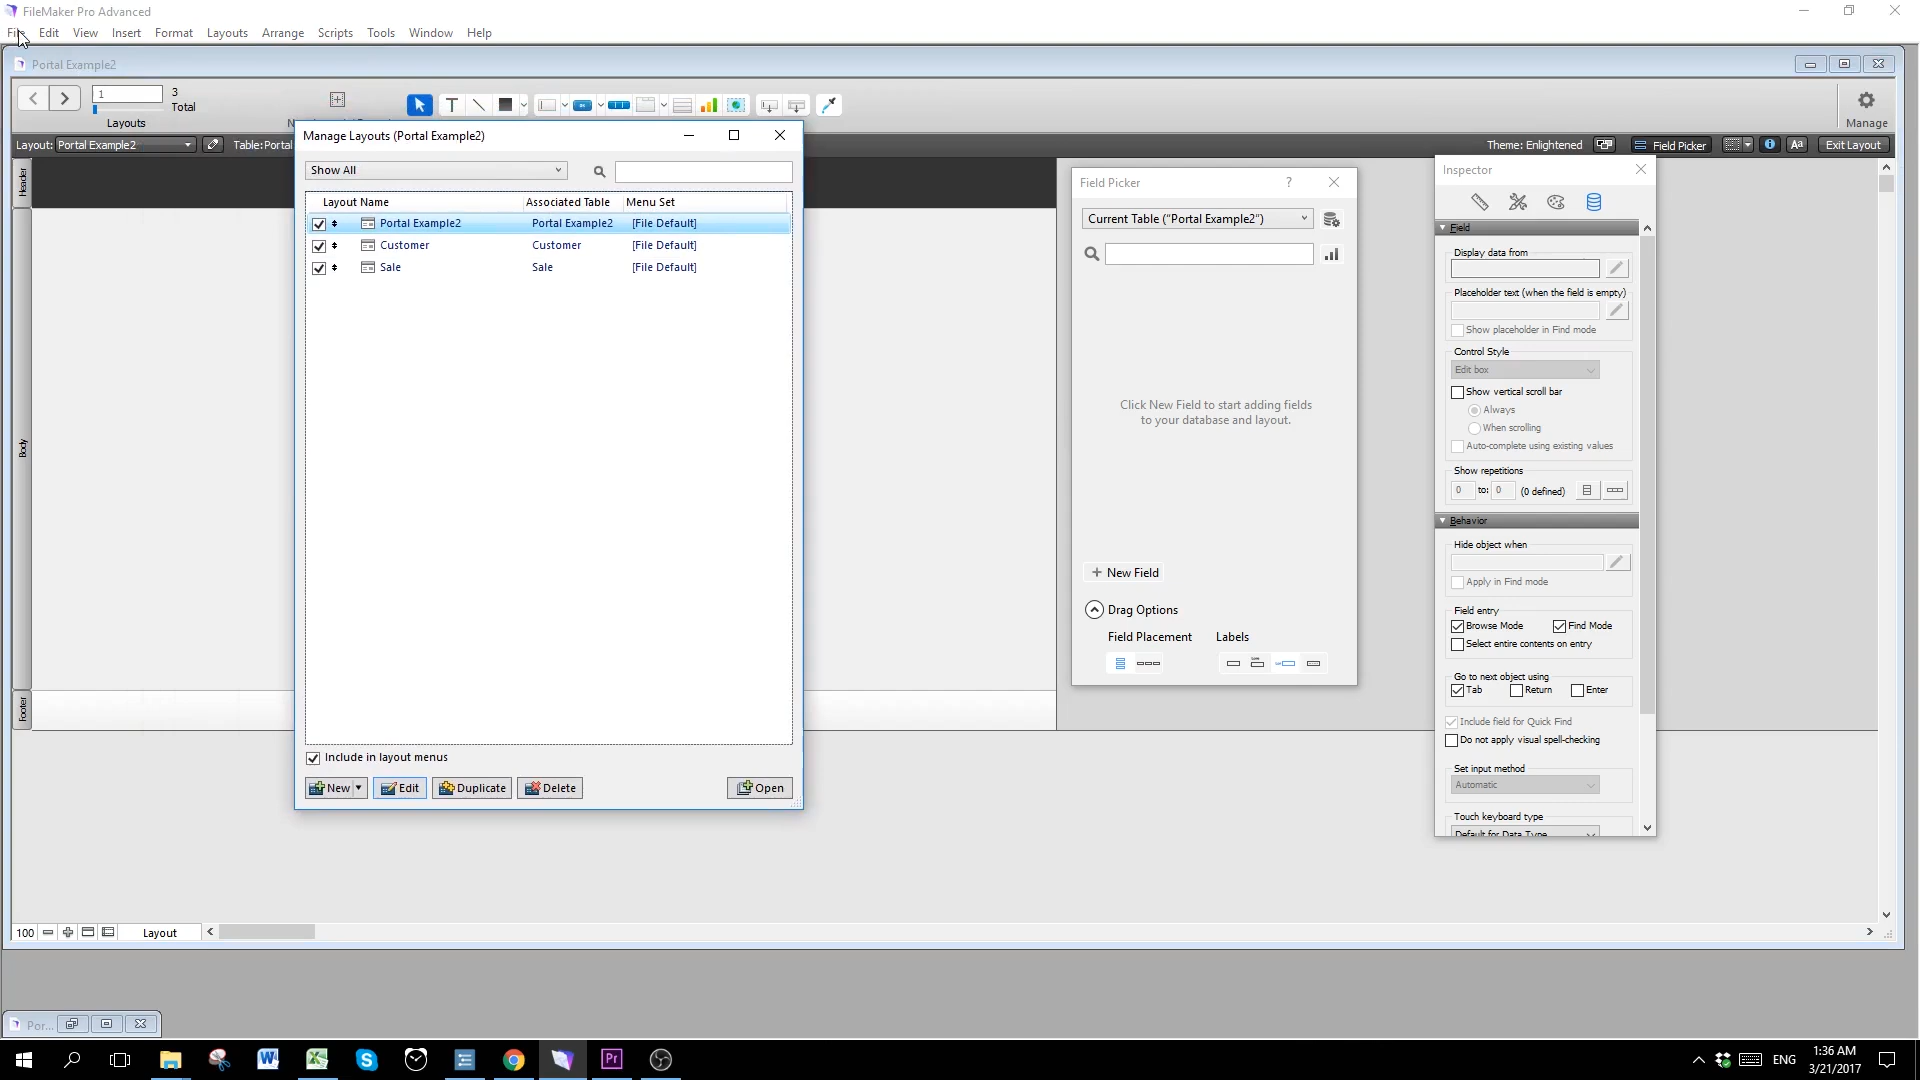 FileMaker Pro Advanced
File Edit View Insert Format Layouts Arrange Scripts Tools Window Help
Portal Example2
1
3
Total
Layouts
Manage
Layout: Portal Example2
Table: Portal
Theme: Enlightened
Field Picker
Aa
Exit Layout
Header
Body
Footer
Manage Layouts (Portal Example2)
Show All
Layout Name Associated Table Menu Set
Portal Example2 Portal Example2 [File Default]
Customer Customer [File Default]
Sale Sale [File Default]
Include in layout menus
New Edit Duplicate Delete Open
Field Picker ?
Current Table ("Portal Example2")
Click New Field to start adding fields
to your database and layout.
+ New Field
Drag Options
Field Placement Labels
Inspector
Field
Display data from
Placeholder text (when the field is empty)
Show placeholder in Find mode
Control Style
Edit box
Show vertical scroll bar
Always
When scrolling
Auto-complete using existing values
Show repetitions
0 to: 0 (0 defined)
Behavior
Hide object when
Apply in Find mode
Field entry
Browse Mode Find Mode
Select entire contents on entry
Go to next object using
Tab Return Enter
Include field for Quick Find
Do not apply visual spell-checking
Set input method
Automatic
Touch keyboard type
Default for Data Type
100 Layout
Por...
Pr
ENG
1:36 AM
3/21/2017